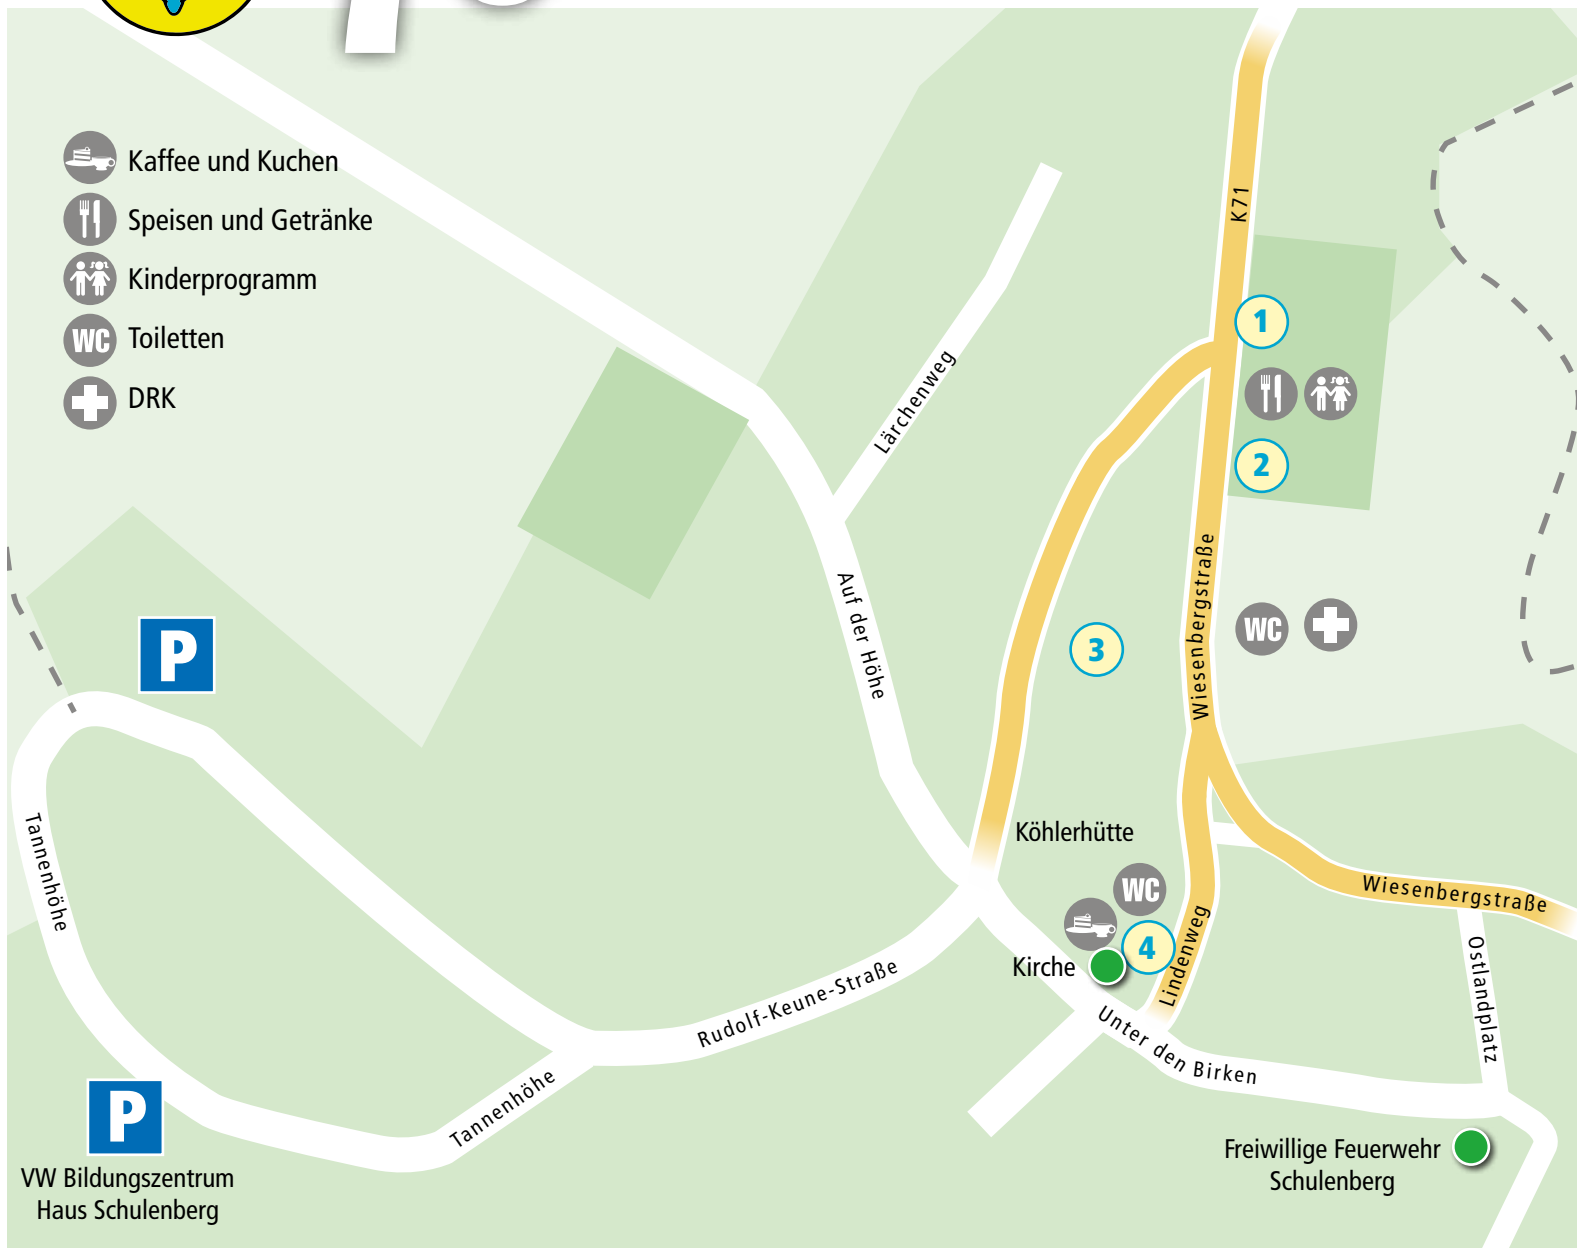 Kaffee und Kuchen
Speisen und Getränke
Kinderprogramm
WC Toiletten
DRK
K71
1
Lärchenweg
2
Auf der Höhe
Wiesenbergstraße
WC
3
P
Köhlerhütte
Tannenhöhe
WC
Wiesenbergstraße
4
Kirche
Lindenweg
Ostlandplatz
Rudolf-Keune-Straße
Unter den Birken
Tannenhöhe
P
VW Bildungszentrum
Haus Schulenberg
Freiwillige Feuerwehr
Schulenberg